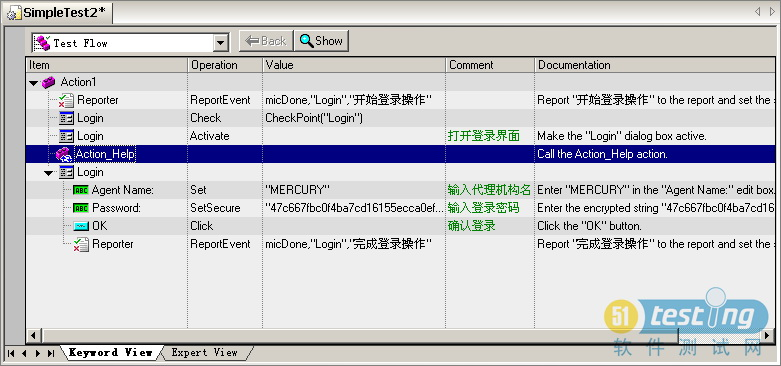 SimpleTest2*
Test Flow Back Show
Item Operation Value Comment Documentation
Action1
Reporter ReportEvent micDone,"Login","开始登录操作" Report "开始登录操作" to the report and set the s
Login Check CheckPoint("Login")
Login Activate 打开登录界面 Make the "Login" dialog box active.
Action_Help Call the Action_Help action.
Login
Agent Name: Set "MERCURY" 输入代理机构名 Enter "MERCURY" in the "Agent Name:" edit box.
Password: SetSecure "47c667fbc0f4ba7cd16155ecca0ef... 输入登录密码 Enter the encrypted string "47c667fbc0f4ba7cd16
OK Click 确认登录 Click the "OK" button.
Reporter ReportEvent micDone,"Login","完成登录操作" Report "完成登录操作" to the report and set the s
51 testing
软件测试网
Keyword View Expert View